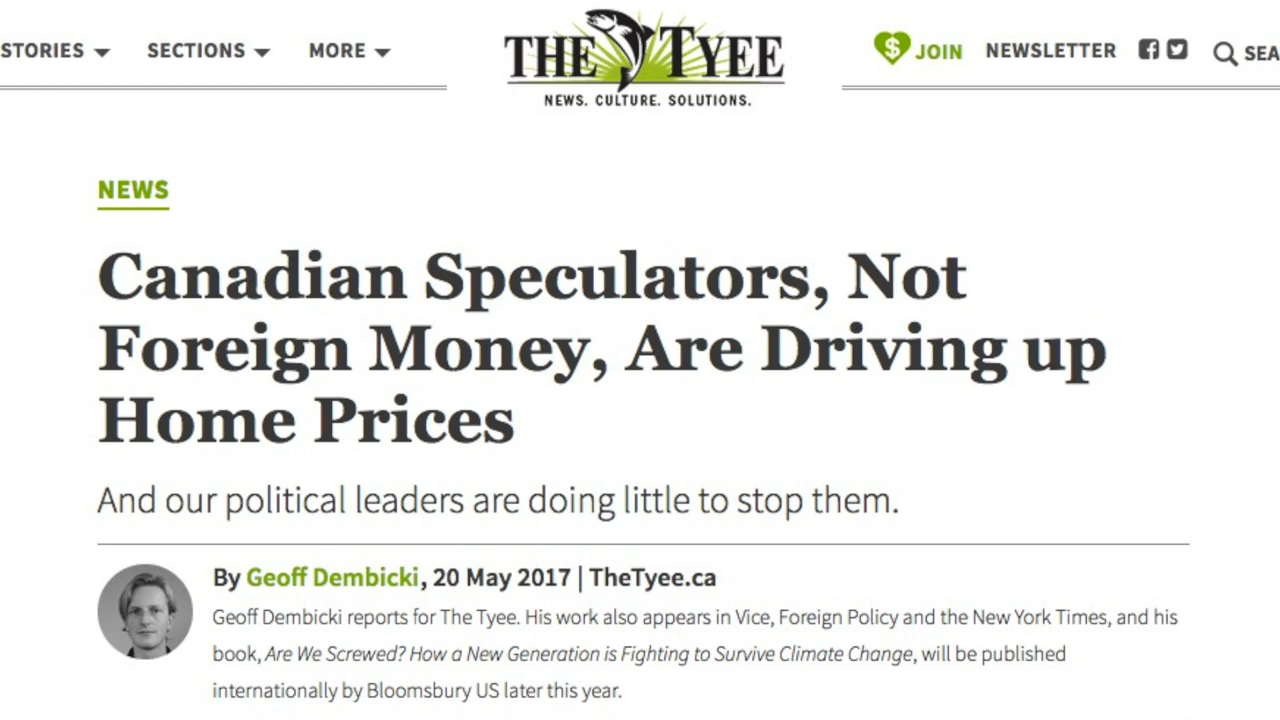 STORIES SECTIONS MORE THE TYEE JOIN NEWSLETTER SEA
NEWS. CULTURE. SOLUTIONS.
NEWS
Canadian Speculators, Not
Foreign Money, Are Driving up
Home Prices
And our political leaders are doing little to stop them.
By Geoff Dembicki, 20 May 2017 | TheTyee.ca
Geoff Dembicki reports for The Tyee. His work also appears in Vice, Foreign Policy and the New York Times, and his
book, Are We Screwed? How a New Generation is Fighting to Survive Climate Change, will be published
internationally by Bloomsbury US later this year.